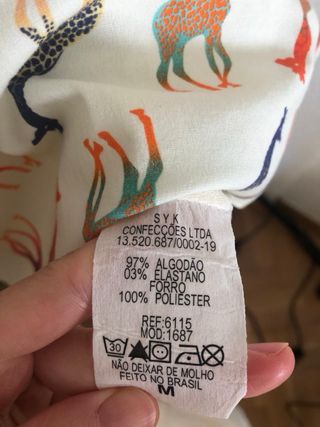 S Y K
CONFECÇÕES LTDA
13.520.687/0002-19
97% ALGODÃO
03% ELASTANO
FORRO
100% POLIESTER
REF:6115
MOD:1687
30
NÃO DEIXAR DE MOLHO
FEITO NO BRASIL
M